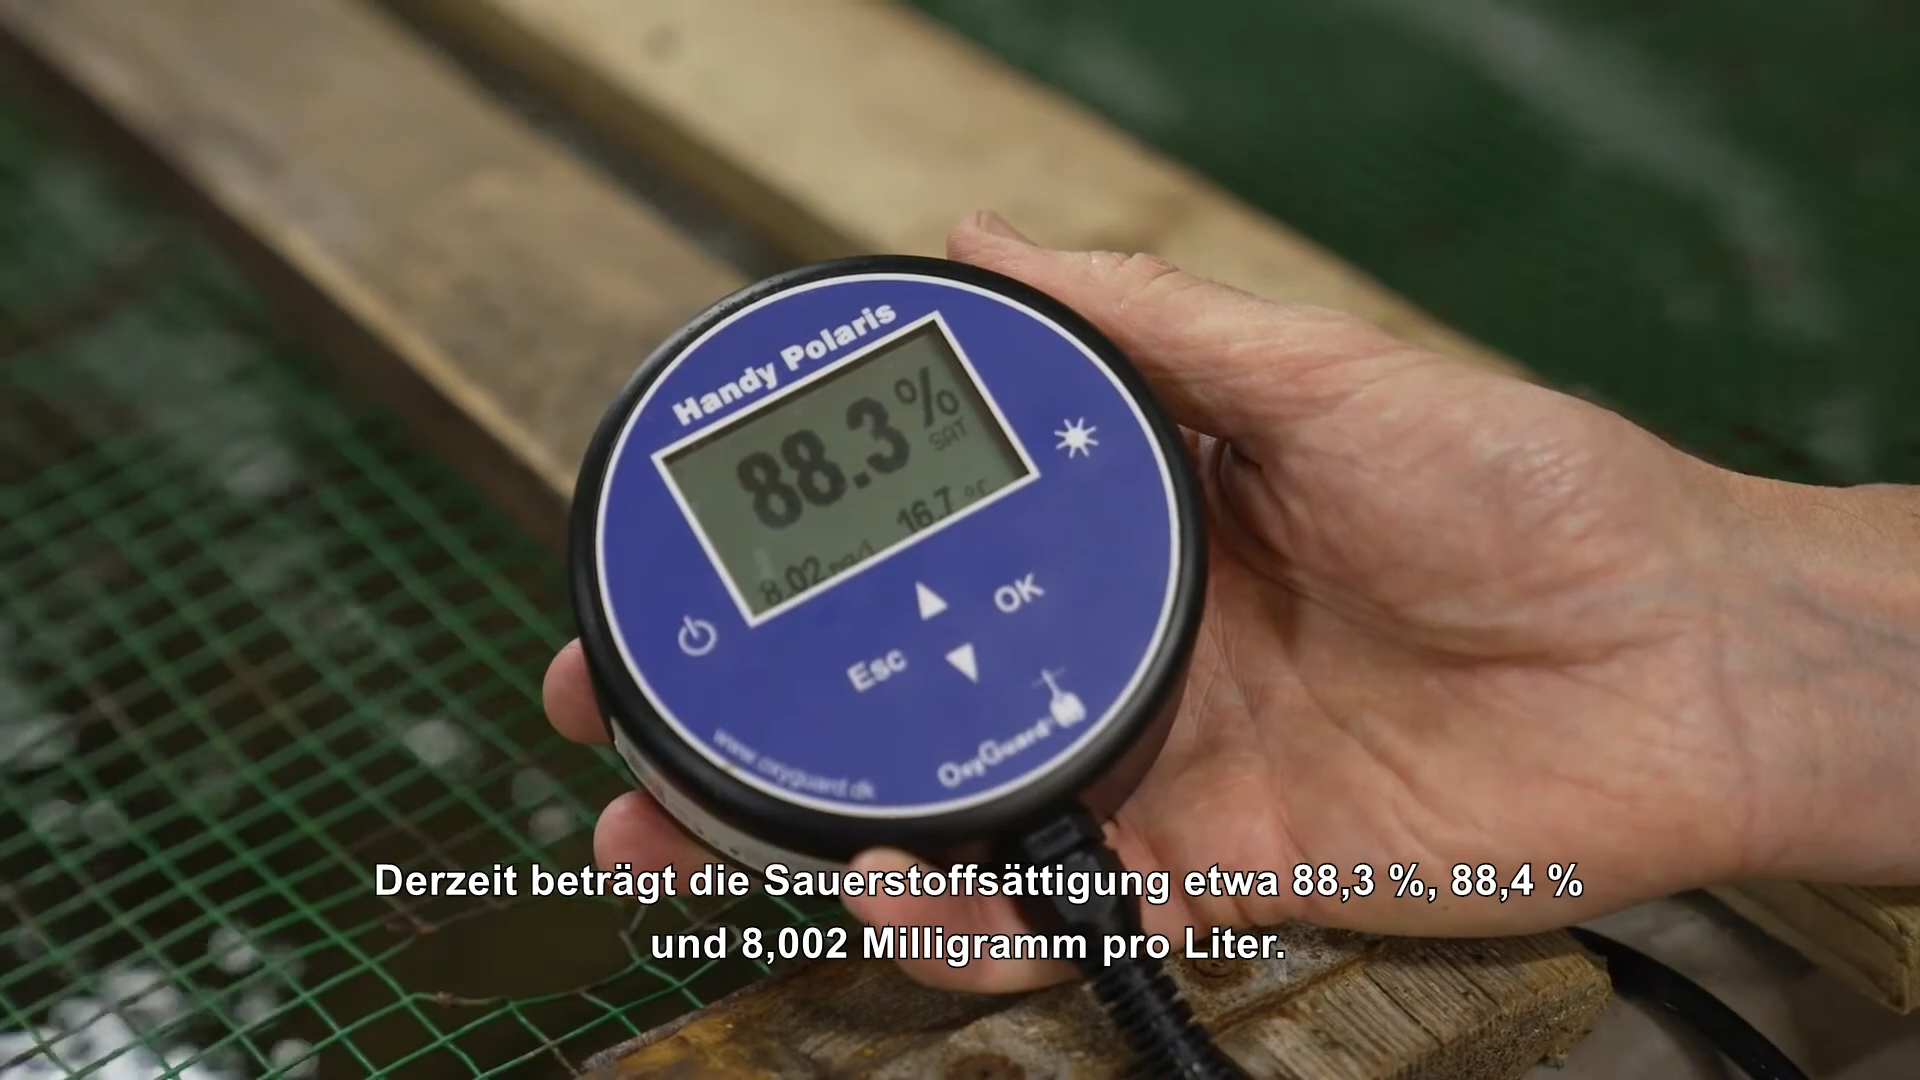 Handy Polaris
88.3 %
SAT
16.7 °C
8.02 mg/l
OK
Esc
OxyGuard
www.oxyguard.dk
Derzeit beträgt die Sauerstoffsättigung etwa 88,3 %, 88,4 %
und 8,002 Milligramm pro Liter.